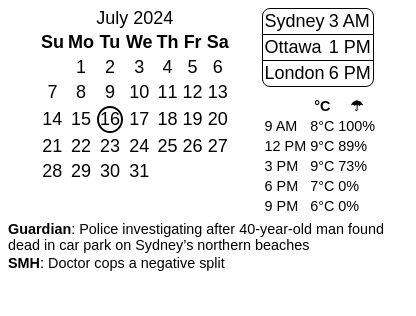 July 2024
Su Mo Tu We Th Fr Sa
1 2 3 4 5 6
7 8 9 10 11 12 13
14 15 16 17 18 19 20
21 22 23 24 25 26 27
28 29 30 31
Sydney 3 AM
Ottawa 1 PM
London 6 PM
°C ☂
9 AM 8°C 100%
12 PM 9°C 89%
3 PM 9°C 73%
6 PM 7°C 0%
9 PM 6°C 0%
Guardian: Police investigating after 40-year-old man found
dead in car park on Sydney’s northern beaches
SMH: Doctor cops a negative split